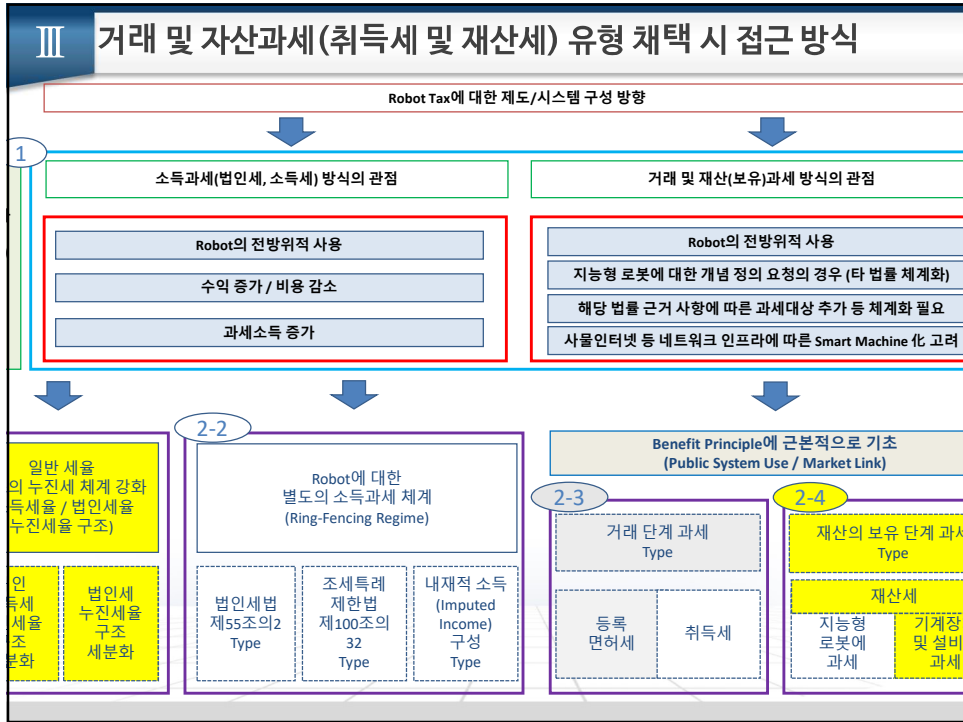 Ⅲ
거래 및 자산과세(취득세 및 재산세) 유형 채택 시 접근 방식
Robot Tax에 대한 제도/시스템 구성 방향
1
소득과세(법인세, 소득세) 방식의 관점
Robot의 전방위적 사용
수익 증가 / 비용 감소
과세소득 증가
거래 및 재산(보유)과세 방식의 관점
Robot의 전방위적 사용
지능형 로봇에 대한 개념 정의 요청의 경우 (타 법률 체계화)
해당 법률 근거 사항에 따른 과세대상 추가 등 체계화 필요
사물인터넷 등 네트워크 인프라에 따른 Smart Machine 化 고려
일반 세율
의 누진세 체계 강화
득세율 / 법인세율
누진세율 구조)
인
득세
세율
조
분화
법인세
누진세율
구조
세분화
2-2
Robot에 대한
별도의 소득과세 체계
(Ring-Fencing Regime)
법인세법
제55조의2
Type
조세특례
제한법
제100조의
32
Type
내재적 소득
(Imputed
Income)
구성
Type
Benefit Principle에 근본적으로 기초
(Public System Use / Market Link)
2-3
거래 단계 과세
Type
등록
면허세
취득세
2-4
재산의 보유 단계 과세
Type
재산세
지능형
로봇에
과세
기계장
및 설비
과세